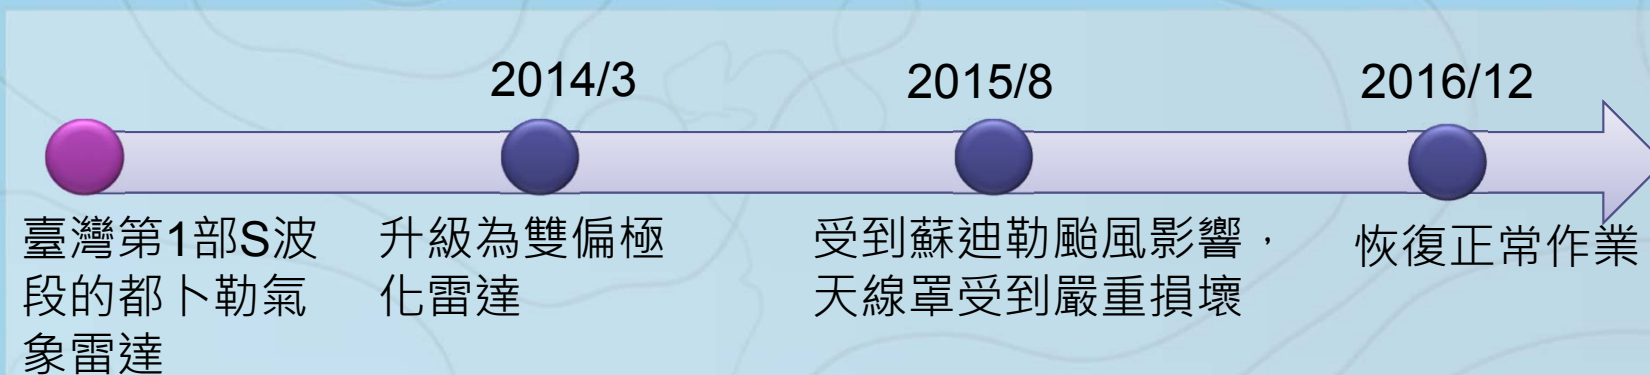 2014/3
2015/8
2016/12
臺灣第1部S波
段的都卜勒氣
象雷達
升級為雙偏極
化雷達
受到蘇迪勒颱風影響，
天線罩受到嚴重損壞
恢復正常作業